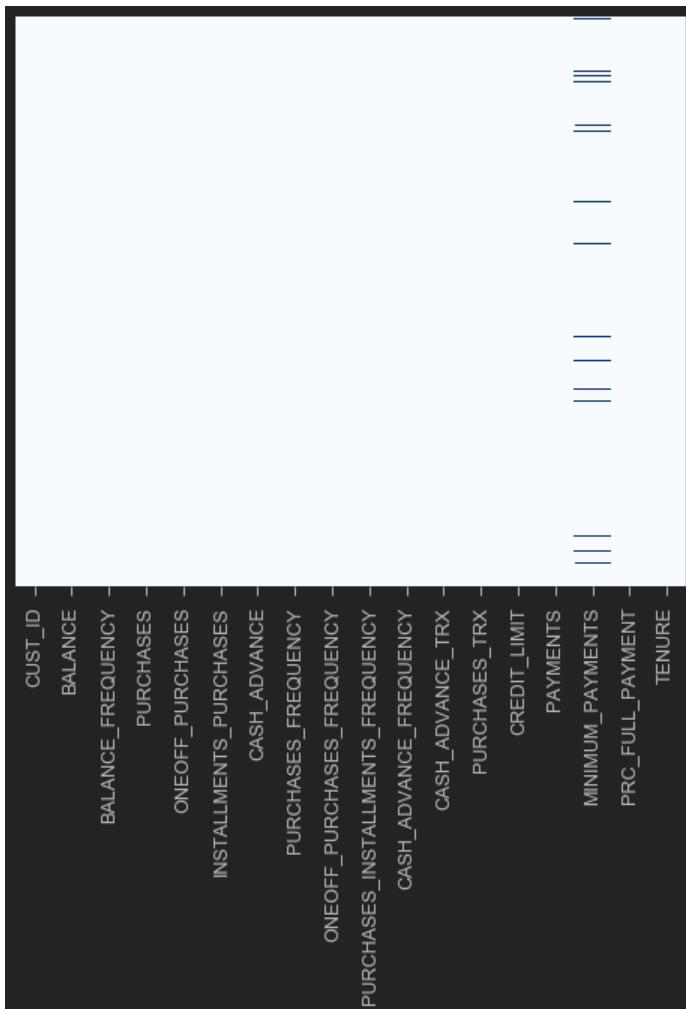 CUST_ID
BALANCE
BALANCE_FREQUENCY
PURCHASES
ONEOFF_PURCHASES
INSTALLMENTS_PURCHASES
CASH_ADVANCE
PURCHASES_FREQUENCY
ONEOFF_PURCHASES_FREQUENCY
PURCHASES_INSTALLMENTS_FREQUENCY
CASH_ADVANCE_FREQUENCY
CASH_ADVANCE_TRX
PURCHASES_TRX
CREDIT_LIMIT
PAYMENTS
MINIMUM_PAYMENTS
PRC_FULL_PAYMENT
TENURE